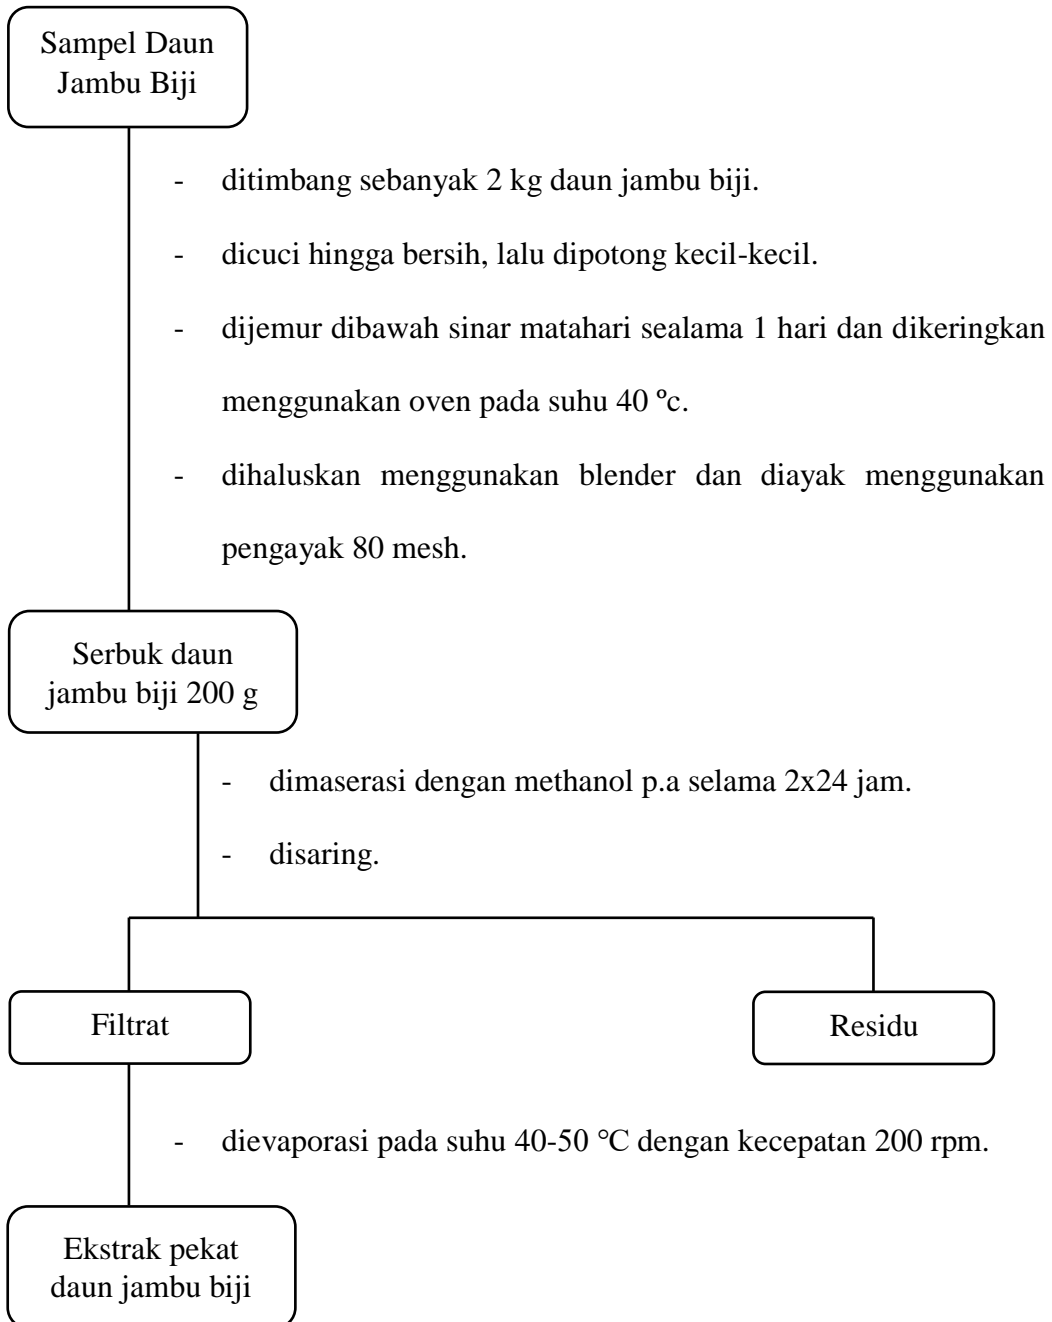 Sampel Daun
Jambu Biji
- ditimbang sebanyak 2 kg daun jambu biji.
- dicuci hingga bersih, lalu dipotong kecil-kecil.
- dijemur dibawah sinar matahari sealama 1 hari dan dikeringkan
menggunakan oven pada suhu 40 ºc.
- dihaluskan menggunakan blender dan diayak menggunakan
pengayak 80 mesh.
Serbuk daun
jambu biji 200 g
- dimaserasi dengan methanol p.a selama 2x24 jam.
- disaring.
Filtrat
Residu
- dievaporasi pada suhu 40-50 °C dengan kecepatan 200 rpm.
Ekstrak pekat
daun jambu biji